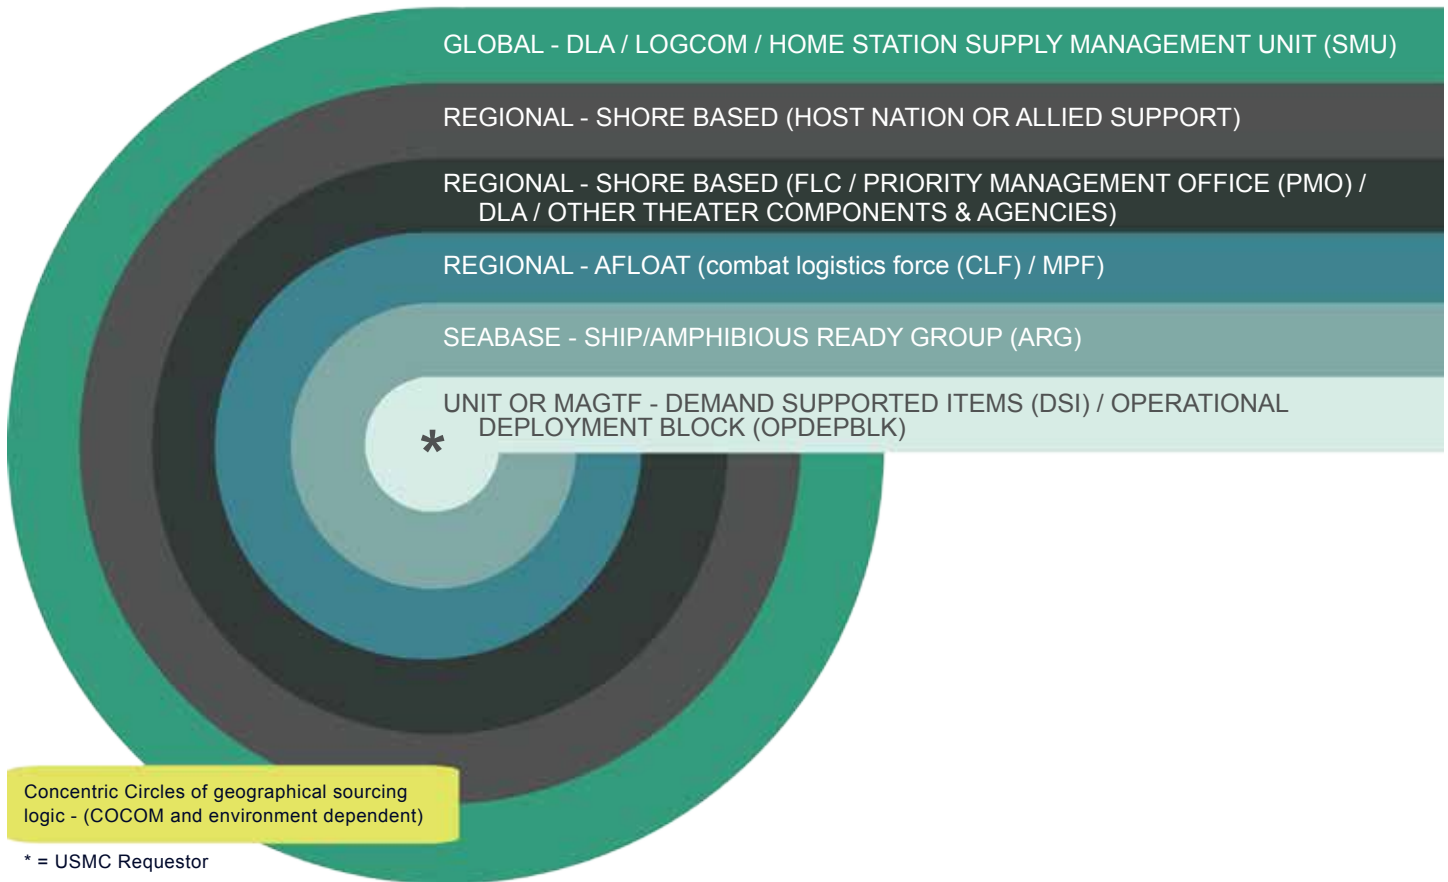 GLOBAL - DLA / LOGCOM / HOME STATION SUPPLY MANAGEMENT UNIT (SMU)
REGIONAL - SHORE BASED (HOST NATION OR ALLIED SUPPORT)
REGIONAL - SHORE BASED (FLC / PRIORITY MANAGEMENT OFFICE (PMO) /
DLA / OTHER THEATER COMPONENTS & AGENCIES)
REGIONAL - AFLOAT (combat logistics force (CLF) / MPF)
SEABASE - SHIP/AMPHIBIOUS READY GROUP (ARG)
UNIT OR MAGTF - DEMAND SUPPORTED ITEMS (DSI) / OPERATIONAL
DEPLOYMENT BLOCK (OPDEPBLK)
*
Concentric Circles of geographical sourcing
logic - (COCOM and environment dependent)
* = USMC Requestor